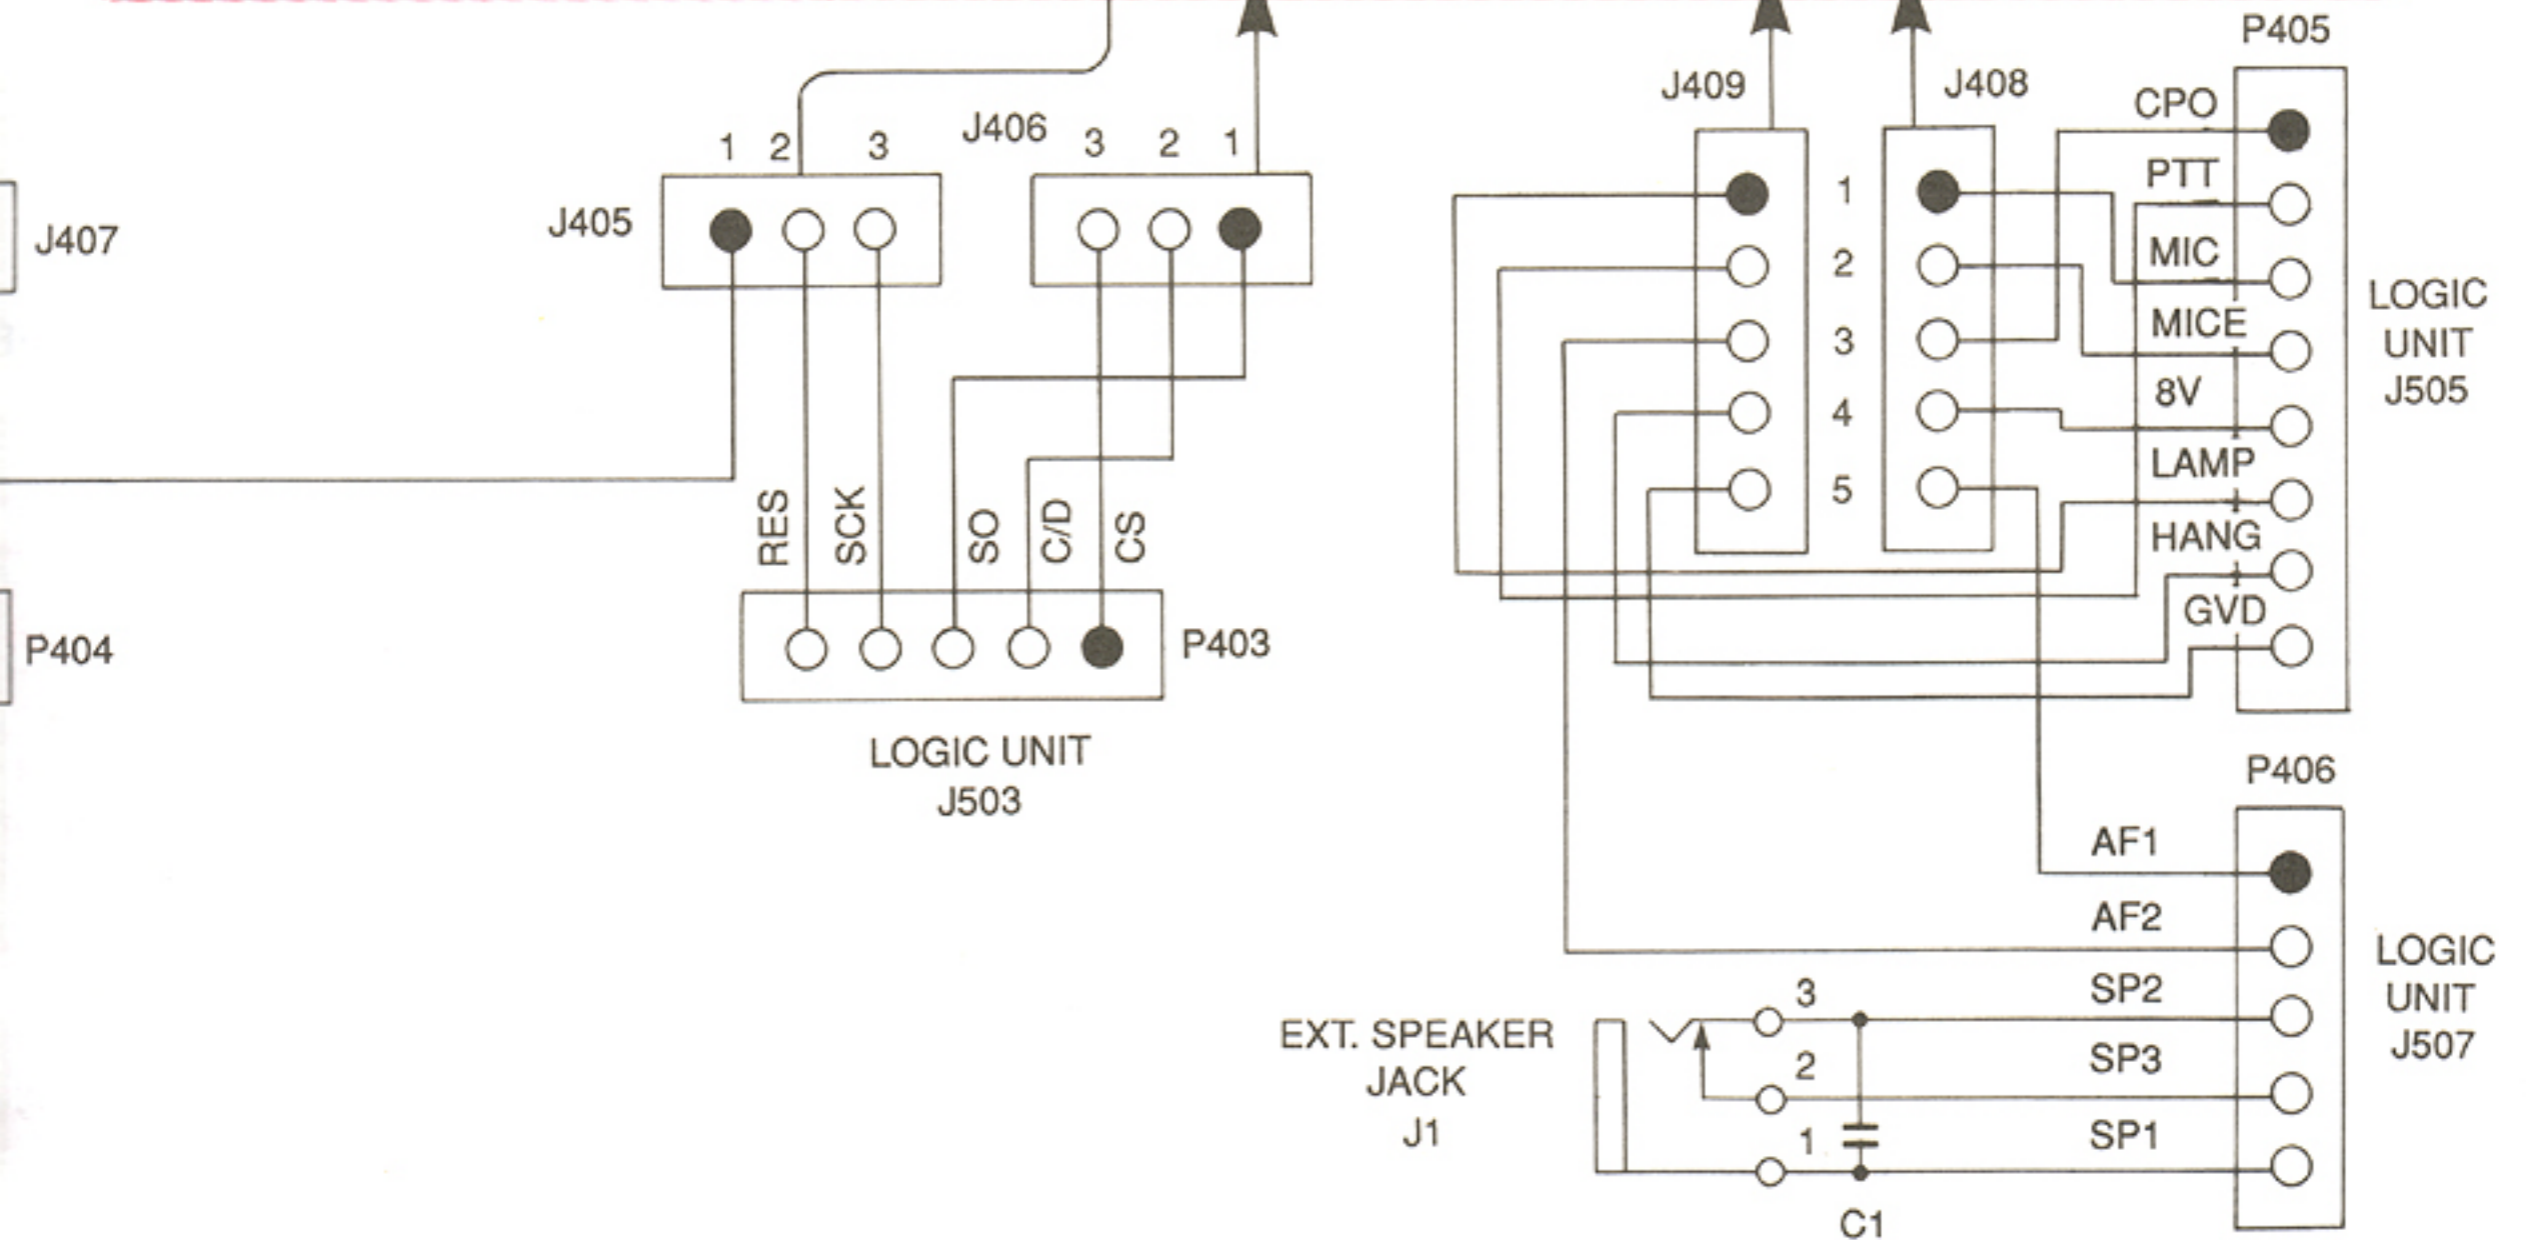 P405
J409
J408
CPO
J406
1 2 3
3 2 1
PTT
J405
J407
1
MIC
2
MICE
3
LOGIC
UNIT
J505
8V
4
LAMP
5
RES
SCK
SO
C/D
CS
HANG
GVD
P404
P403
LOGIC UNIT
J503
P406
AF1
AF2
LOGIC
UNIT
J507
SP2
3
EXT. SPEAKER
JACK
J1
2
SP3
1
SP1
C1